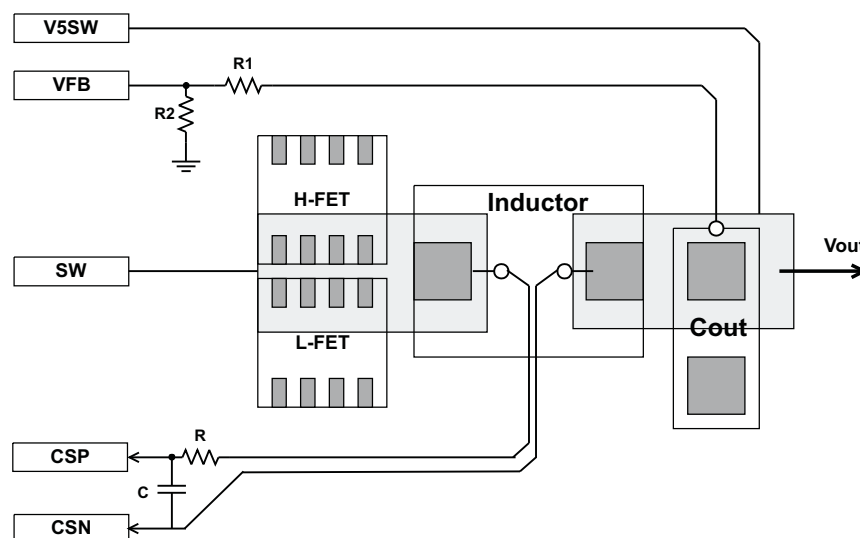 V5SW
R1
VFB
R2
H-FET
Inductor
Vout
SW
Cout
L-FET
R
CSP
C
CSN